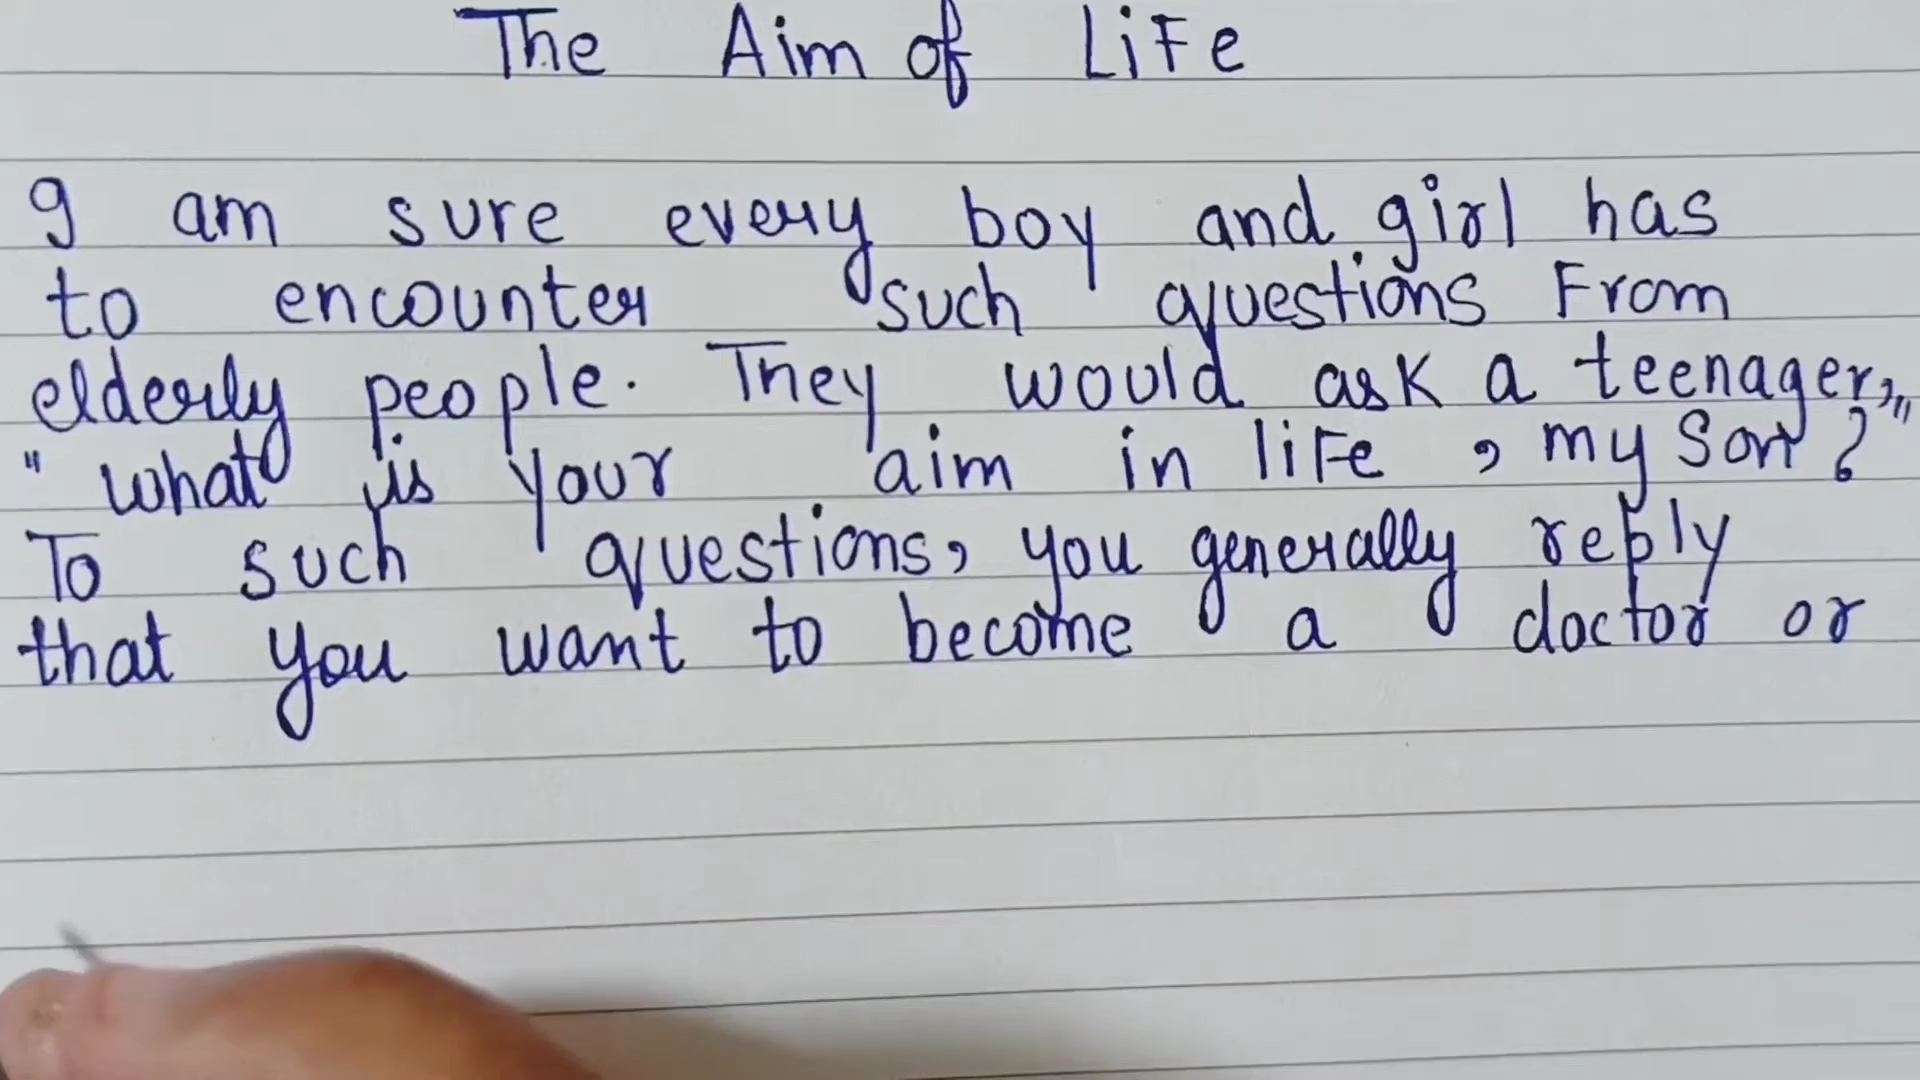 The Aim of Life
I am sure every boy and girl has
to encounter such questions From
elderly people. They would ask a teenager,
"what is your aim in life, my Son?"
To such questions, you generally reply
that you want to become a doctor or